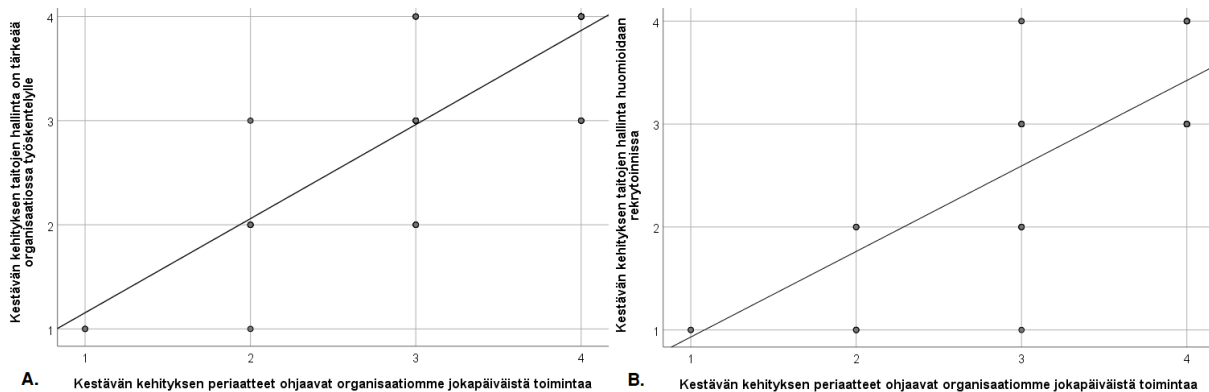 Kestävän kehityksen taitojen hallinta on tärkeää
organisaatiossa työskentelylle
4
3
2
1
1 2 3 4
A. Kestävän kehityksen periaatteet ohjaavat organisaatiomme jokapäiväistä toimintaa
Kestävän kehityksen taitojen hallinta huomioidaan
rekrytoinnissa
4
3
2
1
1 2 3 4
B. Kestävän kehityksen periaatteet ohjaavat organisaatiomme jokapäiväistä toimintaa